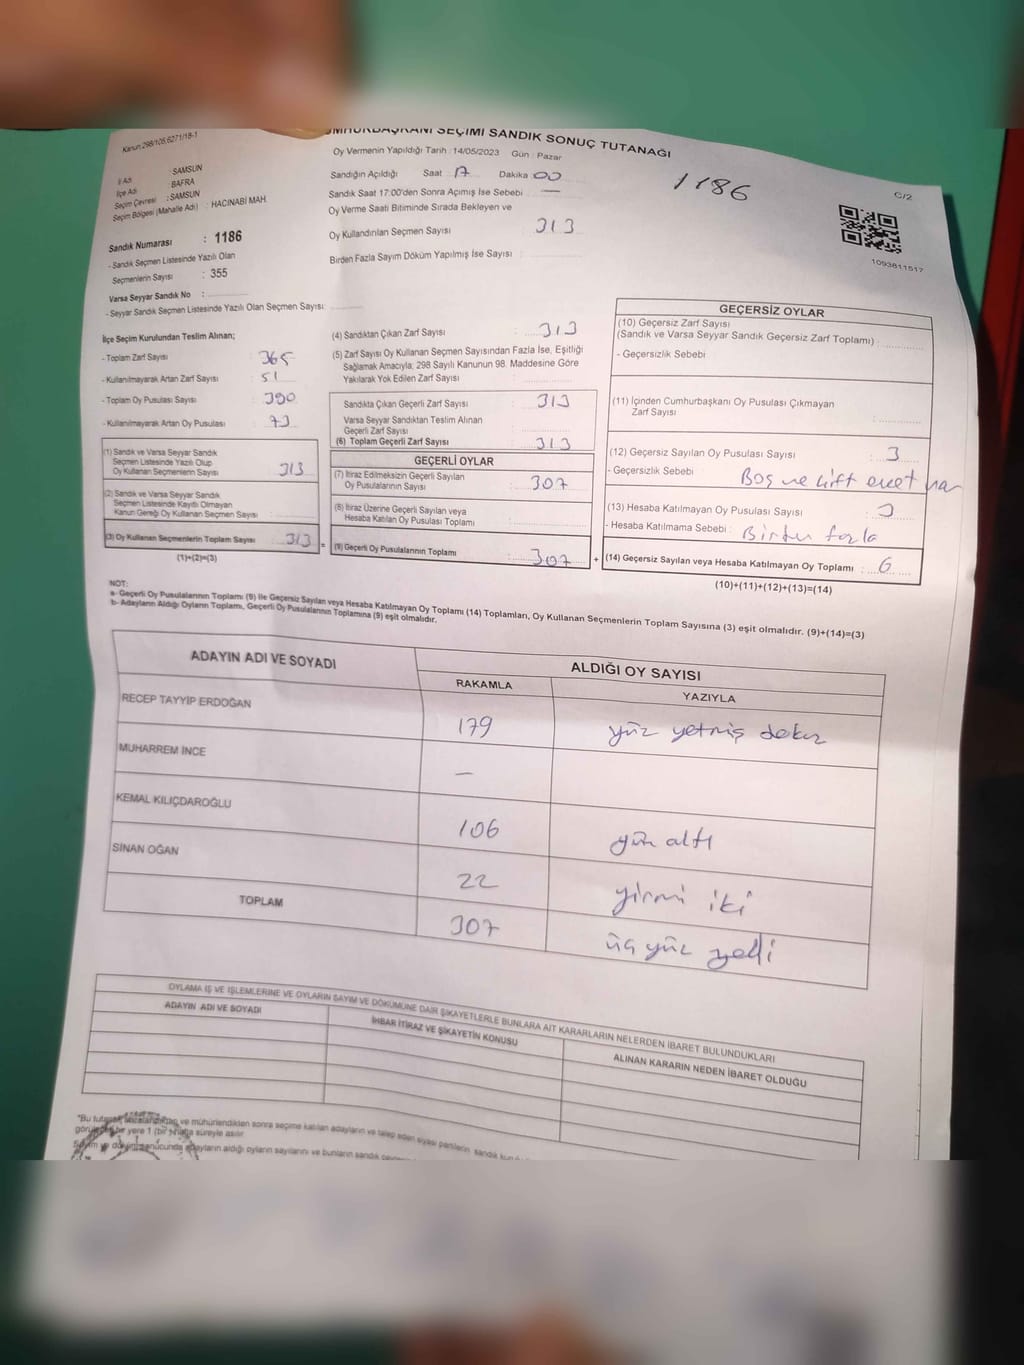 Kanun:298/105,6271/18-1
UMHURBAŞKANI SEÇİMİ SANDIK SONUÇ TUTANAĞI
Oy Vermenin Yapıldığı Tarih : 14/05/2023 Gün : Pazar
Sandığın Açıldığı Saat 17 Dakika 00
Sandık Saat 17:00'den Sonra Açımış İse Sebebi : —
1186
C/2
1093611517
İl Adı : SAMSUN
İlçe Adı : BAFRA
Seçim Çevresi : SAMSUN
Seçim Bölgesi (Mahalle Adı) : HACINABİ MAH.
Oy Verme Saati Bitiminde Sırada Bekleyen ve
Oy Kullandırılan Seçmen Sayısı : 313
Birden Fazla Sayım Döküm Yapılmış İse Sayısı :
Sandık Numarası : 1186
- Sandık Seçmen Listesinde Yazılı Olan
Seçmenlerin Sayısı : 355
Varsa Seyyar Sandık No :
- Seyyar Sandık Seçmen Listesinde Yazılı Olan Seçmen Sayısı:
İlçe Seçim Kurulundan Teslim Alınan;
- Toplam Zarf Sayısı : 365
- Kullanılmayarak Artan Zarf Sayısı : 51
- Toplam Oy Pusulası Sayısı : 390
- Kullanılmayarak Artan Oy Pusulası : 73
(1) Sandık ve Varsa Seyyar Sandık
Seçmen Listesinde Yazılı Olup
Oy Kullanan Seçmenlerin Sayısı : 313
(2) Sandık ve Varsa Seyyar Sandık
Seçmen Listesinde Kayıtlı Olmayan
Kanun Gereği Oy Kullanan Seçmen Sayısı :
(3) Oy Kullanan Seçmenlerin Toplam Sayısı : 313 =
(1)+(2)=(3)
(4) Sandıktan Çıkan Zarf Sayısı : 313
(5) Zarf Sayısı Oy Kullanan Seçmen Sayısından Fazla İse, Eşitliği
Sağlamak Amacıyla, 298 Sayılı Kanunun 98. Maddesine Göre
Yakılarak Yok Edilen Zarf Sayısı :
Sandıkta Çıkan Geçerli Zarf Sayısı : 313
Varsa Seyyar Sandıktan Teslim Alınan
Geçerli Zarf Sayısı :
(6) Toplam Geçerli Zarf Sayısı : 313
GEÇERLİ OYLAR
(7) İtiraz Edilmeksizin Geçerli Sayılan
Oy Pusulalarının Sayısı : 307
(8) İtiraz Üzerine Geçerli Sayılan veya
Hesaba Katılan Oy Pusulası Toplamı :
(9) Geçerli Oy Pusulalarının Toplamı : 307 +
GEÇERSİZ OYLAR
(10) Geçersiz Zarf Sayısı
(Sandık ve Varsa Seyyar Sandık Geçersiz Zarf Toplamı) :
- Geçersizlik Sebebi
(11) İçinden Cumhurbaşkanı Oy Pusulası Çıkmayan
Zarf Sayısı :
(12) Geçersiz Sayılan Oy Pusulası Sayısı : 3
- Geçersizlik Sebebi : Boş ve çift evet var
(13) Hesaba Katılmayan Oy Pusulası Sayısı : 3
- Hesaba Katılmama Sebebi : Birden fazla
(14) Geçersiz Sayılan veya Hesaba Katılmayan Oy Toplamı : 6
(10)+(11)+(12)+(13)=(14)
NOT:
a- Geçerli Oy Pusulalarının Toplamı (9) ile Geçersiz Sayılan veya Hesaba Katılmayan Oy Toplamı (14) Toplamları, Oy Kullanan Seçmenlerin Toplam Sayısına (3) eşit olmalıdır. (9)+(14)=(3)
b- Adayların Aldığı Oyların Toplamı, Geçerli Oy Pusulalarının Toplamına (9) eşit olmalıdır.
ADAYIN ADI VE SOYADI
ALDIĞI OY SAYISI
RAKAMLA YAZIYLA
RECEP TAYYIP ERDOĞAN 179 yüz yetmiş dokuz
MUHARREM İNCE —
KEMAL KILIÇDAROĞLU 106 yüz altı
SİNAN OĞAN 22 yirmi iki
TOPLAM 307 üç yüz yedi
OYLAMA İŞ VE İŞLEMLERİNE VE OYLARIN SAYIM VE DÖKÜMÜNE DAİR ŞİKAYETLERLE BUNLARA AİT KARARLARIN NELERDEN İBARET BULUNDUKLARI
ADAYIN ADI VE SOYADI
İHBAR İTİRAZ VE ŞİKAYETİN KONUSU
ALINAN KARARIN NEDEN İBARET OLDUĞU
"Bu tutanak ve mühürlendikten sonra seçime katılan adayların ve talep eden siyasi partilerin sandık
bir yere 1 (bir) hafta süreyle asılır.
adayların aldığı oyların sayılarını ve bunların sandık